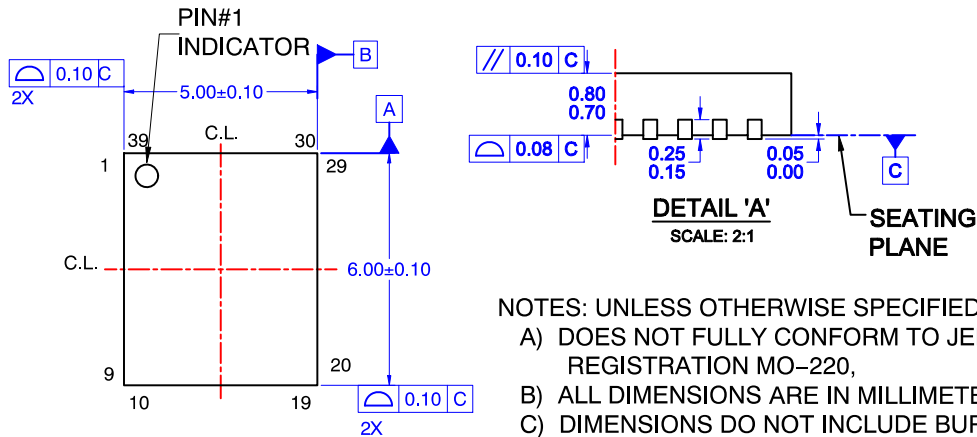 PIN#1
INDICATOR
B
⌓ 0.10 C
2X
5.00±0.10
A
C.L.
39
30
1
29
C.L.
6.00±0.10
9
20
10
19
⌓ 0.10 C
2X
// 0.10 C
0.80
0.70
⌓ 0.08 C
0.25
0.15
0.05
0.00
C
DETAIL 'A'
SCALE: 2:1
SEATING
PLANE
NOTES: UNLESS OTHERWISE SPECIFIED
A) DOES NOT FULLY CONFORM TO JE
REGISTRATION MO-220,
B) ALL DIMENSIONS ARE IN MILLIMETE
C) DIMENSIONS DO NOT INCLUDE BUR